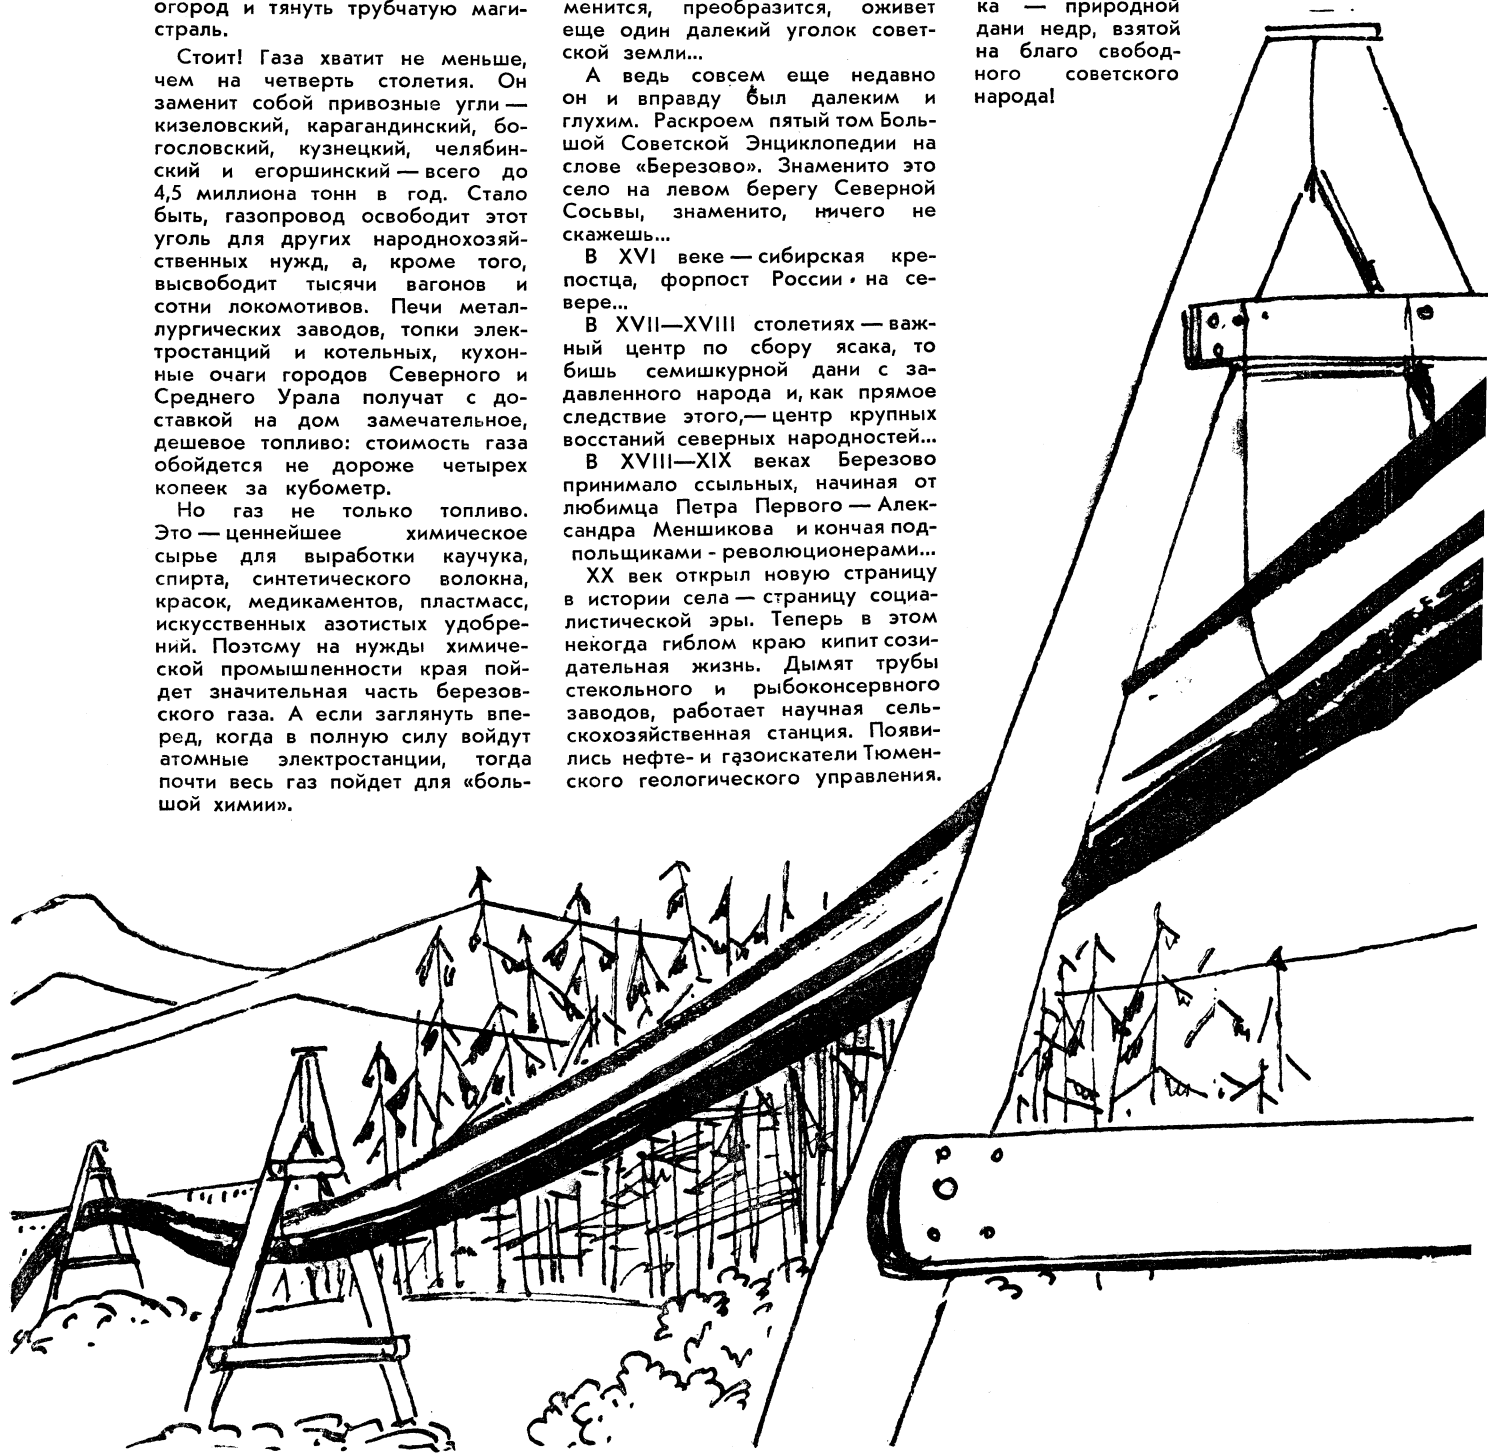 огород и тянуть трубчатую маги-
страль.
Стоит! Газа хватит не меньше,
чем на четверть столетия. Он
заменит собой привозные угли —
кизеловский, карагандинский, бо-
гословский, кузнецкий, челябин-
ский и егоршинский — всего до
4,5 миллиона тонн в год. Стало
быть, газопровод освободит этот
уголь для других народнохозяй-
ственных нужд, а, кроме того,
высвободит тысячи вагонов и
сотни локомотивов. Печи метал-
лургических заводов, топки элек-
тростанций и котельных, кухон-
ные очаги городов Северного и
Среднего Урала получат с до-
ставкой на дом замечательное,
дешевое топливо: стоимость газа
обойдется не дороже четырех
копеек за кубометр.
Но газ не только топливо.
Это — ценнейшее химическое
сырье для выработки каучука,
спирта, синтетического волокна,
красок, медикаментов, пластмасс,
искусственных азотистых удобре-
ний. Поэтому на нужды химиче-
ской промышленности края пой-
дет значительная часть березов-
ского газа. А если заглянуть впе-
ред, когда в полную силу войдут
атомные электростанции, тогда
почти весь газ пойдет для «боль-
шой химии».
менится, преобразится, оживет
еще один далекий уголок совет-
ской земли...
А ведь совсем еще недавно
он и вправду был далеким и
глухим. Раскроем пятый том Боль-
шой Советской Энциклопедии на
слове «Березово». Знаменито это
село на левом берегу Северной
Сосьвы, знаменито, ничего не
скажешь...
В XVI веке — сибирская кре-
постца, форпост России на се-
вере...
В XVII—XVIII столетиях — важ-
ный центр по сбору ясака, то
бишь семишкурной дани с за-
давленного народа и, как прямое
следствие этого,— центр крупных
восстаний северных народностей...
В XVIII—XIX веках Березово
принимало ссыльных, начиная от
любимца Петра Первого — Алек-
сандра Меншикова и кончая под-
польщиками - революционерами...
XX век открыл новую страницу
в истории села — страницу социа-
листической эры. Теперь в этом
некогда гиблом краю кипит сози-
дательная жизнь. Дымят трубы
стекольного и рыбоконсервного
заводов, работает научная сель-
скохозяйственная станция. Появи-
лись нефте- и газоискатели Тюмен-
ского геологического управления.
ка — природной
дани недр, взятой
на благо свобод-
ного советского
народа!